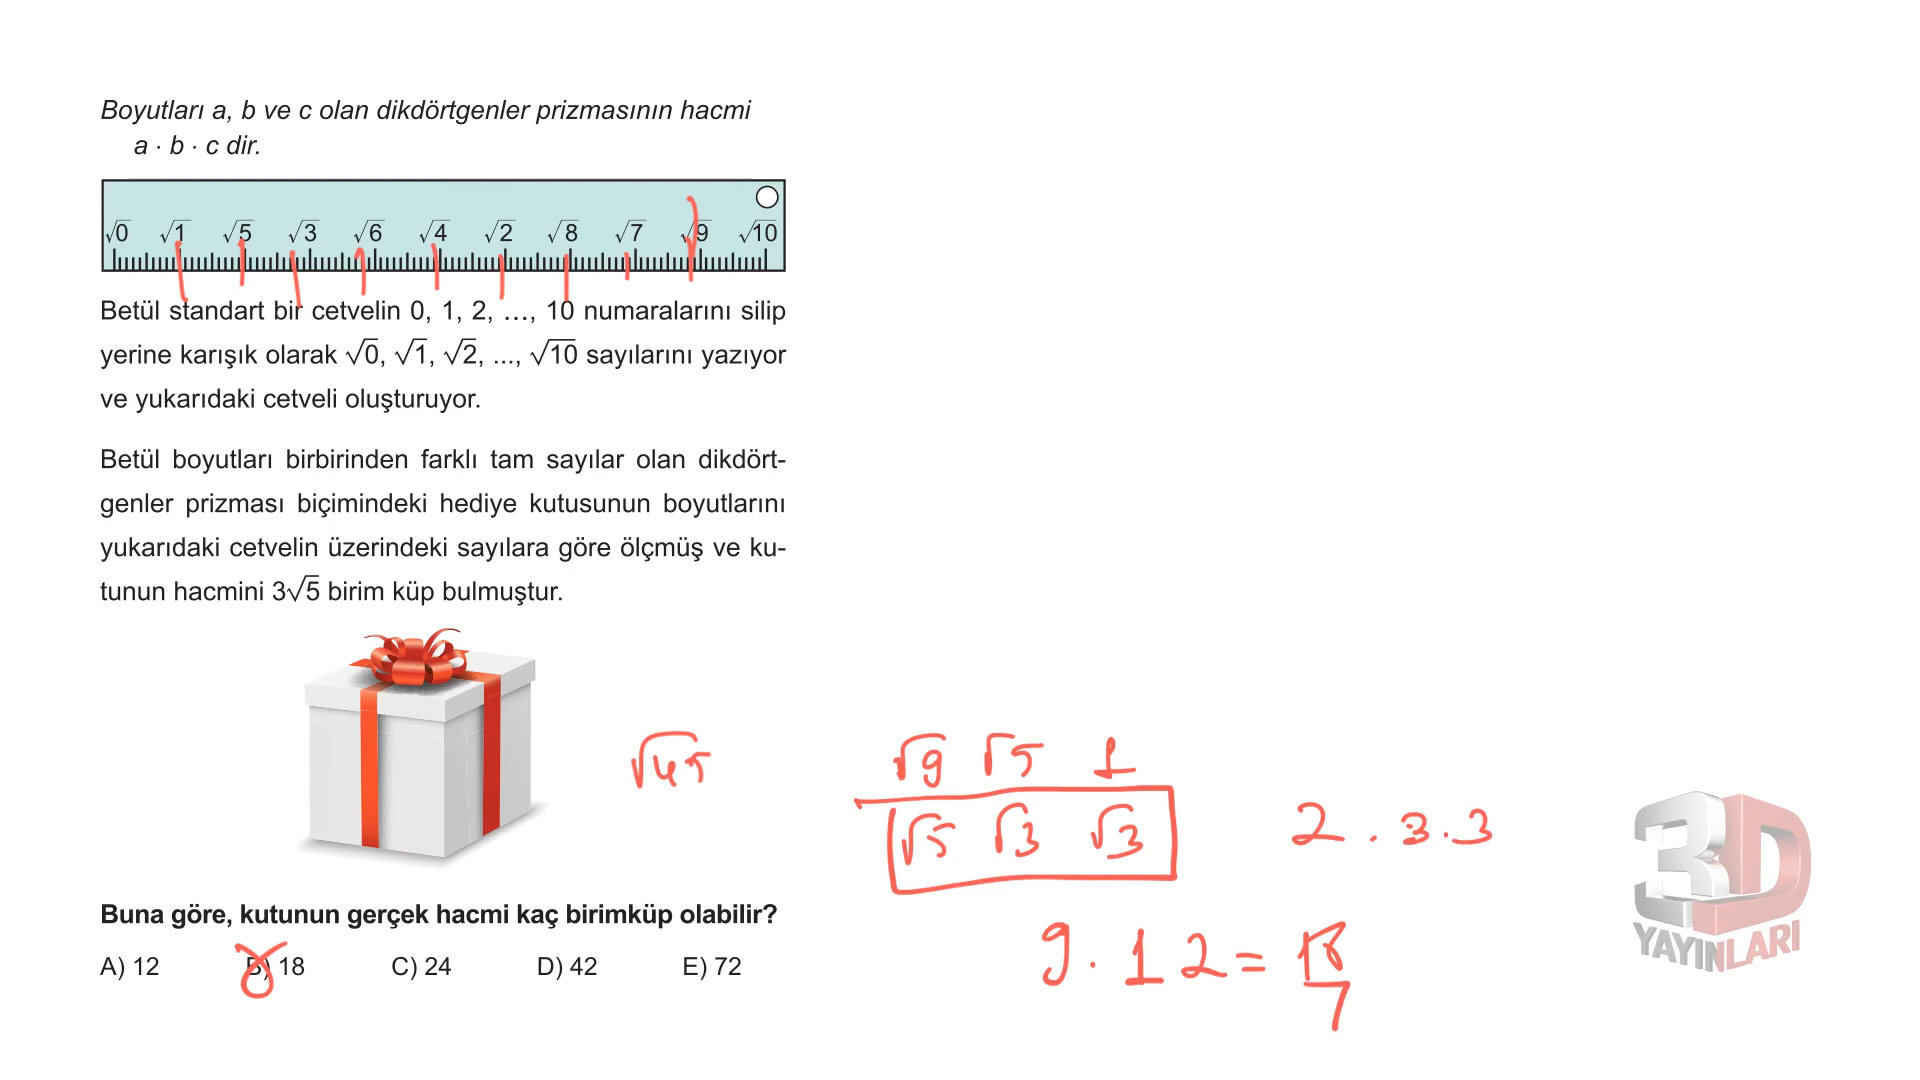 Boyutları a, b ve c olan dikdörtgenler prizmasının hacmi
a · b · c dir.
√0 √1 √5 √3 √6 √4 √2 √8 √7 √9 √10
Betül standart bir cetvelin 0, 1, 2, ..., 10 numaralarını silip
yerine karışık olarak √0, √1, √2, ..., √10 sayılarını yazıyor
ve yukarıdaki cetveli oluşturuyor.
Betül boyutları birbirinden farklı tam sayılar olan dikdört-
genler prizması biçimindeki hediye kutusunun boyutlarını
yukarıdaki cetvelin üzerindeki sayılara göre ölçmüş ve ku-
tunun hacmini 3√5 birim küp bulmuştur.
√45
√9 √5 1
√5 √3 √3
2 . 3 . 3
Buna göre, kutunun gerçek hacmi kaç birimküp olabilir?
9 . 1 2 = 18
A) 12 B) 18 C) 24 D) 42 E) 72
3D
YAYINLARI